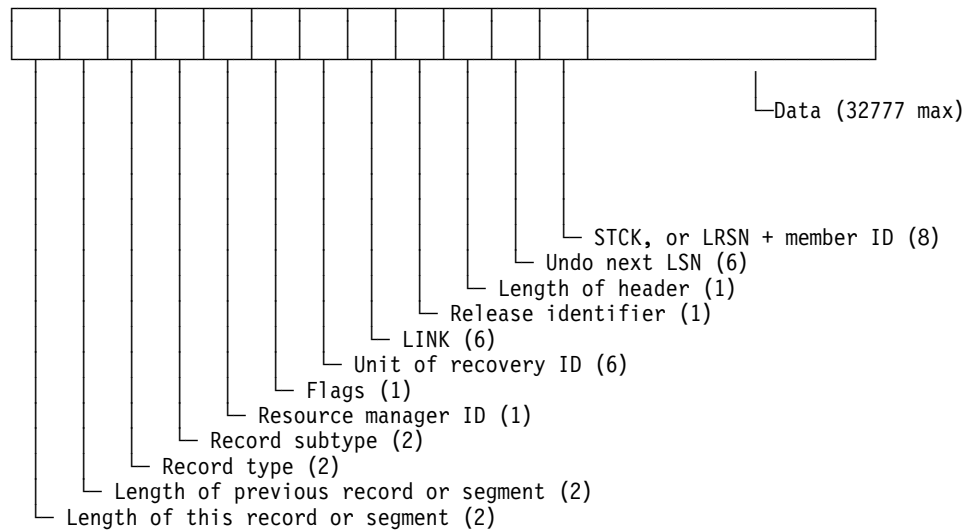 Data (32777 max)
STCK, or LRSN + member ID (8)
Undo next LSN (6)
Length of header (1)
Release identifier (1)
LINK (6)
Unit of recovery ID (6)
Flags (1)
Resource manager ID (1)
Record subtype (2)
Record type (2)
Length of previous record or segment (2)
Length of this record or segment (2)